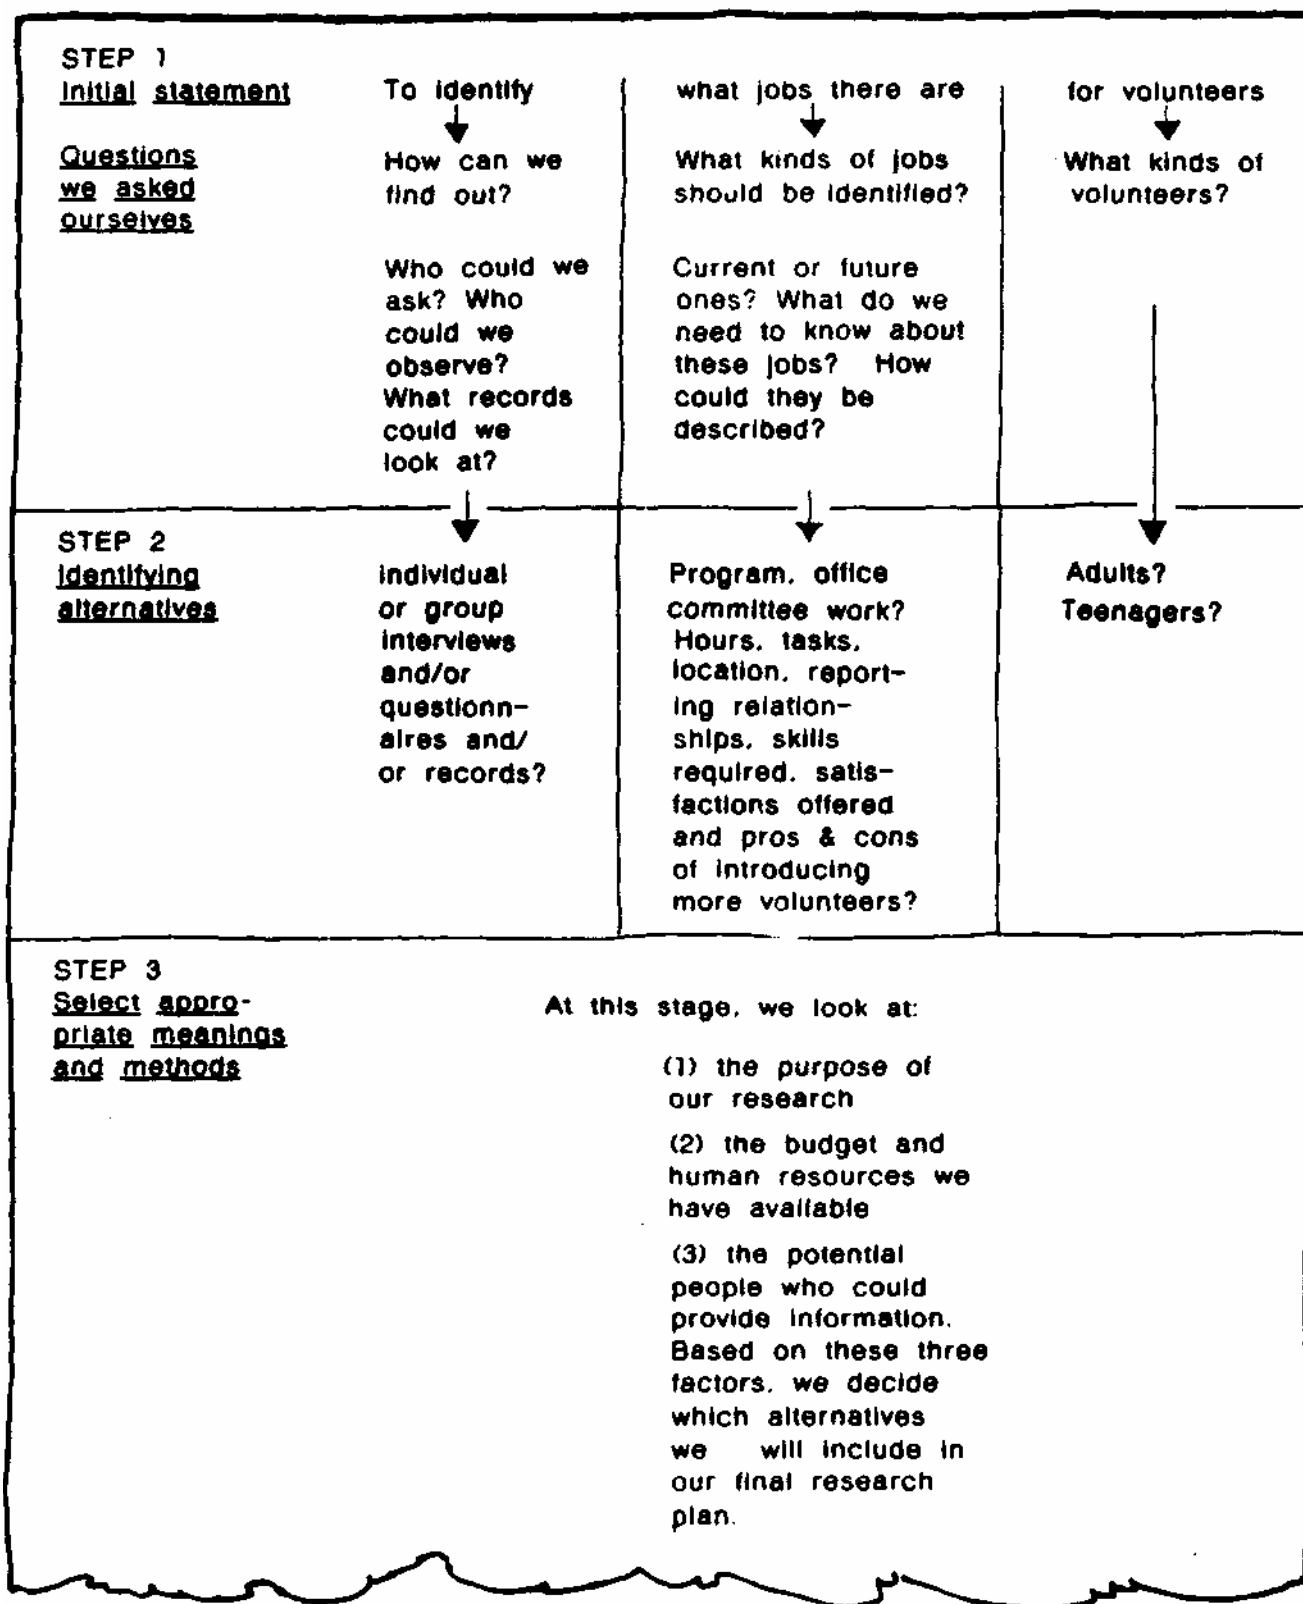 STEP 1
Initial statement
To identify
what jobs there are
for volunteers
Questions
we asked
ourselves
How can we
find out?
Who could we
ask? Who
could we
observe?
What records
could we
look at?
What kinds of jobs
should be identified?
Current or future
ones? What do we
need to know about
these jobs? How
could they be
described?
What kinds of
volunteers?
STEP 2
Identifying
alternatives
Individual
or group
interviews
and/or
questionn-
aires and/
or records?
Program, office
committee work?
Hours, tasks,
location, report-
ing relation-
ships, skills
required, satis-
factions offered
and pros & cons
of introducing
more volunteers?
Adults?
Teenagers?
STEP 3
Select appro-
priate meanings
and methods
At this stage, we look at:
(1) the purpose of
our research
(2) the budget and
human resources we
have available
(3) the potential
people who could
provide information.
Based on these three
factors, we decide
which alternatives
we will include in
our final research
plan.